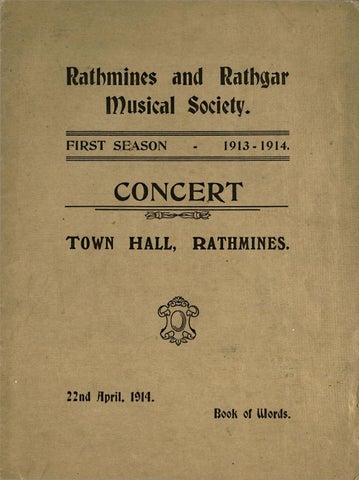 Rathmines and Rathgar
Musical Society.
FIRST SEASON - 1913-1914.
CONCERT
TOWN HALL, RATHMINES.
22nd April, 1914.
Book of Words.